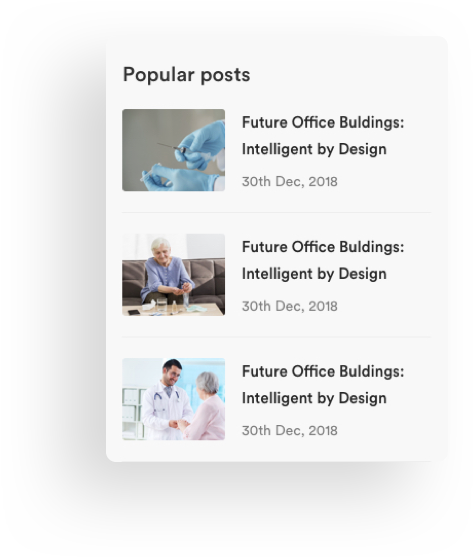 Popular posts
Future Office Buldings:
Intelligent by Design
30th Dec, 2018
Future Office Buldings:
Intelligent by Design
30th Dec, 2018
Future Office Buldings:
Intelligent by Design
30th Dec, 2018